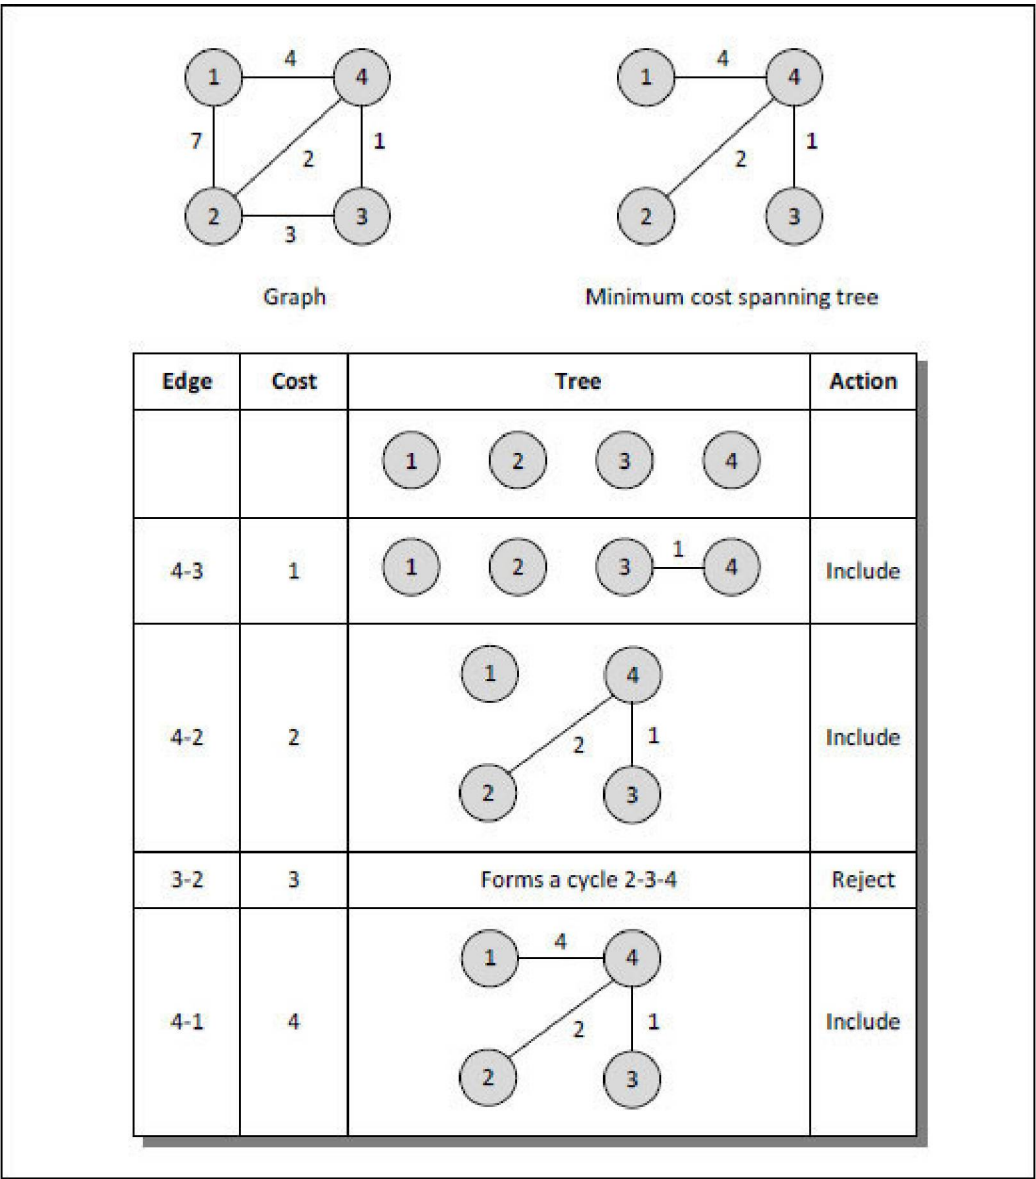 1 4 4 1 4 4
7 2 1 2 1
2 3 3 2 3
Graph Minimum cost spanning tree
Edge Cost Tree Action
1 2 3 4
4-3 1 1 2 3 1 4 Include
1 4
4-2 2 2 1 Include
2 3
3-2 3 Forms a cycle 2-3-4 Reject
1 4 4
4-1 4 2 1 Include
2 3